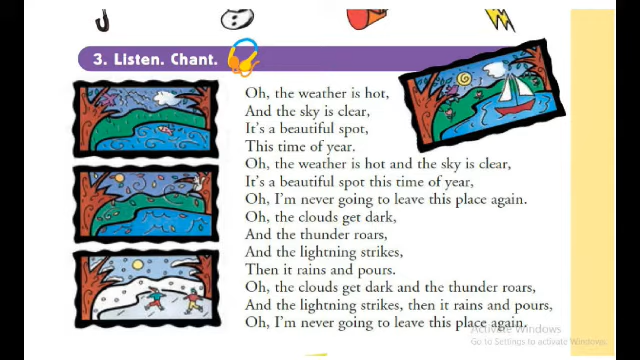 3. Listen. Chant.
Oh, the weather is hot,
And the sky is clear,
It's a beautiful spot,
This time of year.
Oh, the weather is hot and the sky is clear,
It's a beautiful spot this time of year,
Oh, I'm never going to leave this place again.
Oh, the clouds get dark,
And the thunder roars,
And the lightning strikes,
Then it rains and pours.
Oh, the clouds get dark and the thunder roars,
And the lightning strikes, then it rains and pours,
Oh, I'm never going to leave this place again.
Activate Windows
Go to Settings to activate Windows.